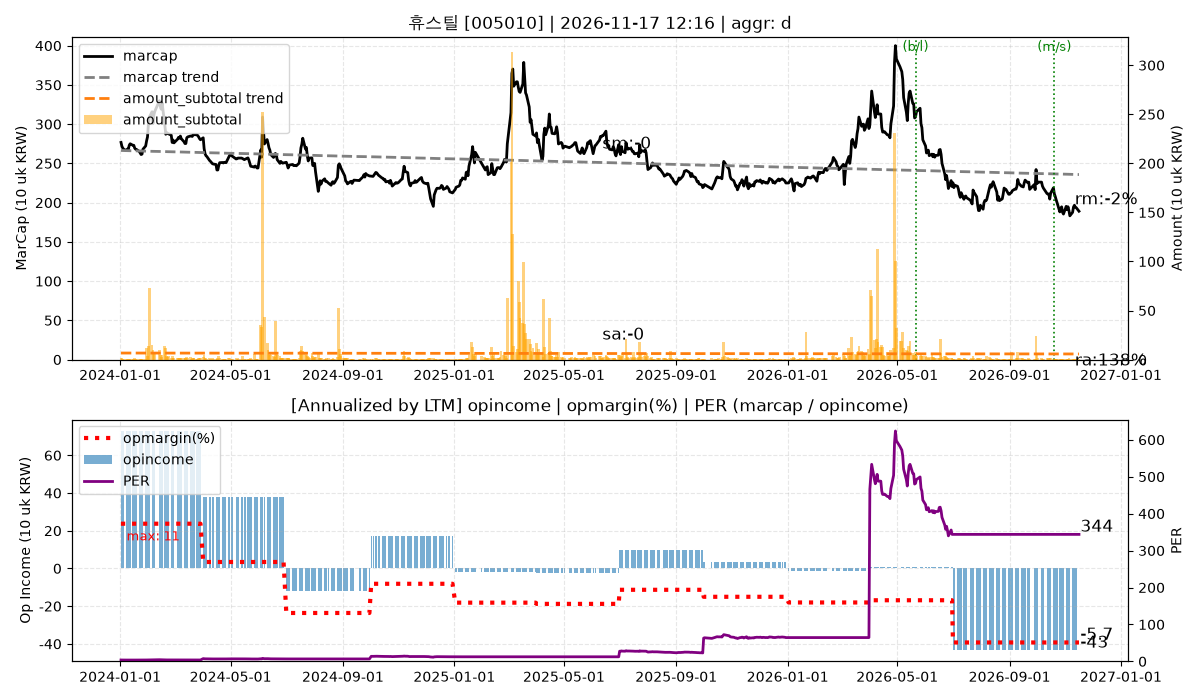 휴스틸 [005010] | 2026-11-17 12:16 | aggr: d
marcap
marcap trend
amount_subtotal trend
amount_subtotal
(b/l)
(m/s)
sm:-0
rm:-2%
sa:-0
ra:138%
MarCap (10 uk KRW)
400
350
300
250
200
150
100
50
0
Amount (10 uk KRW)
300
250
200
150
100
50
2024-01-01 2024-05-01 2024-09-01 2025-01-01 2025-05-01 2025-09-01 2026-01-01 2026-05-01 2026-09-01 2027-01-01
[Annualized by LTM] opincome | opmargin(%) | PER (marcap / opincome)
opmargin(%)
opincome
PER
max: 11
344
-5.7
-43
Op Income (10 uk KRW)
60
40
20
0
-20
-40
PER
600
500
400
300
200
100
0
2024-01-01 2024-05-01 2024-09-01 2025-01-01 2025-05-01 2025-09-01 2026-01-01 2026-05-01 2026-09-01 2027-01-01